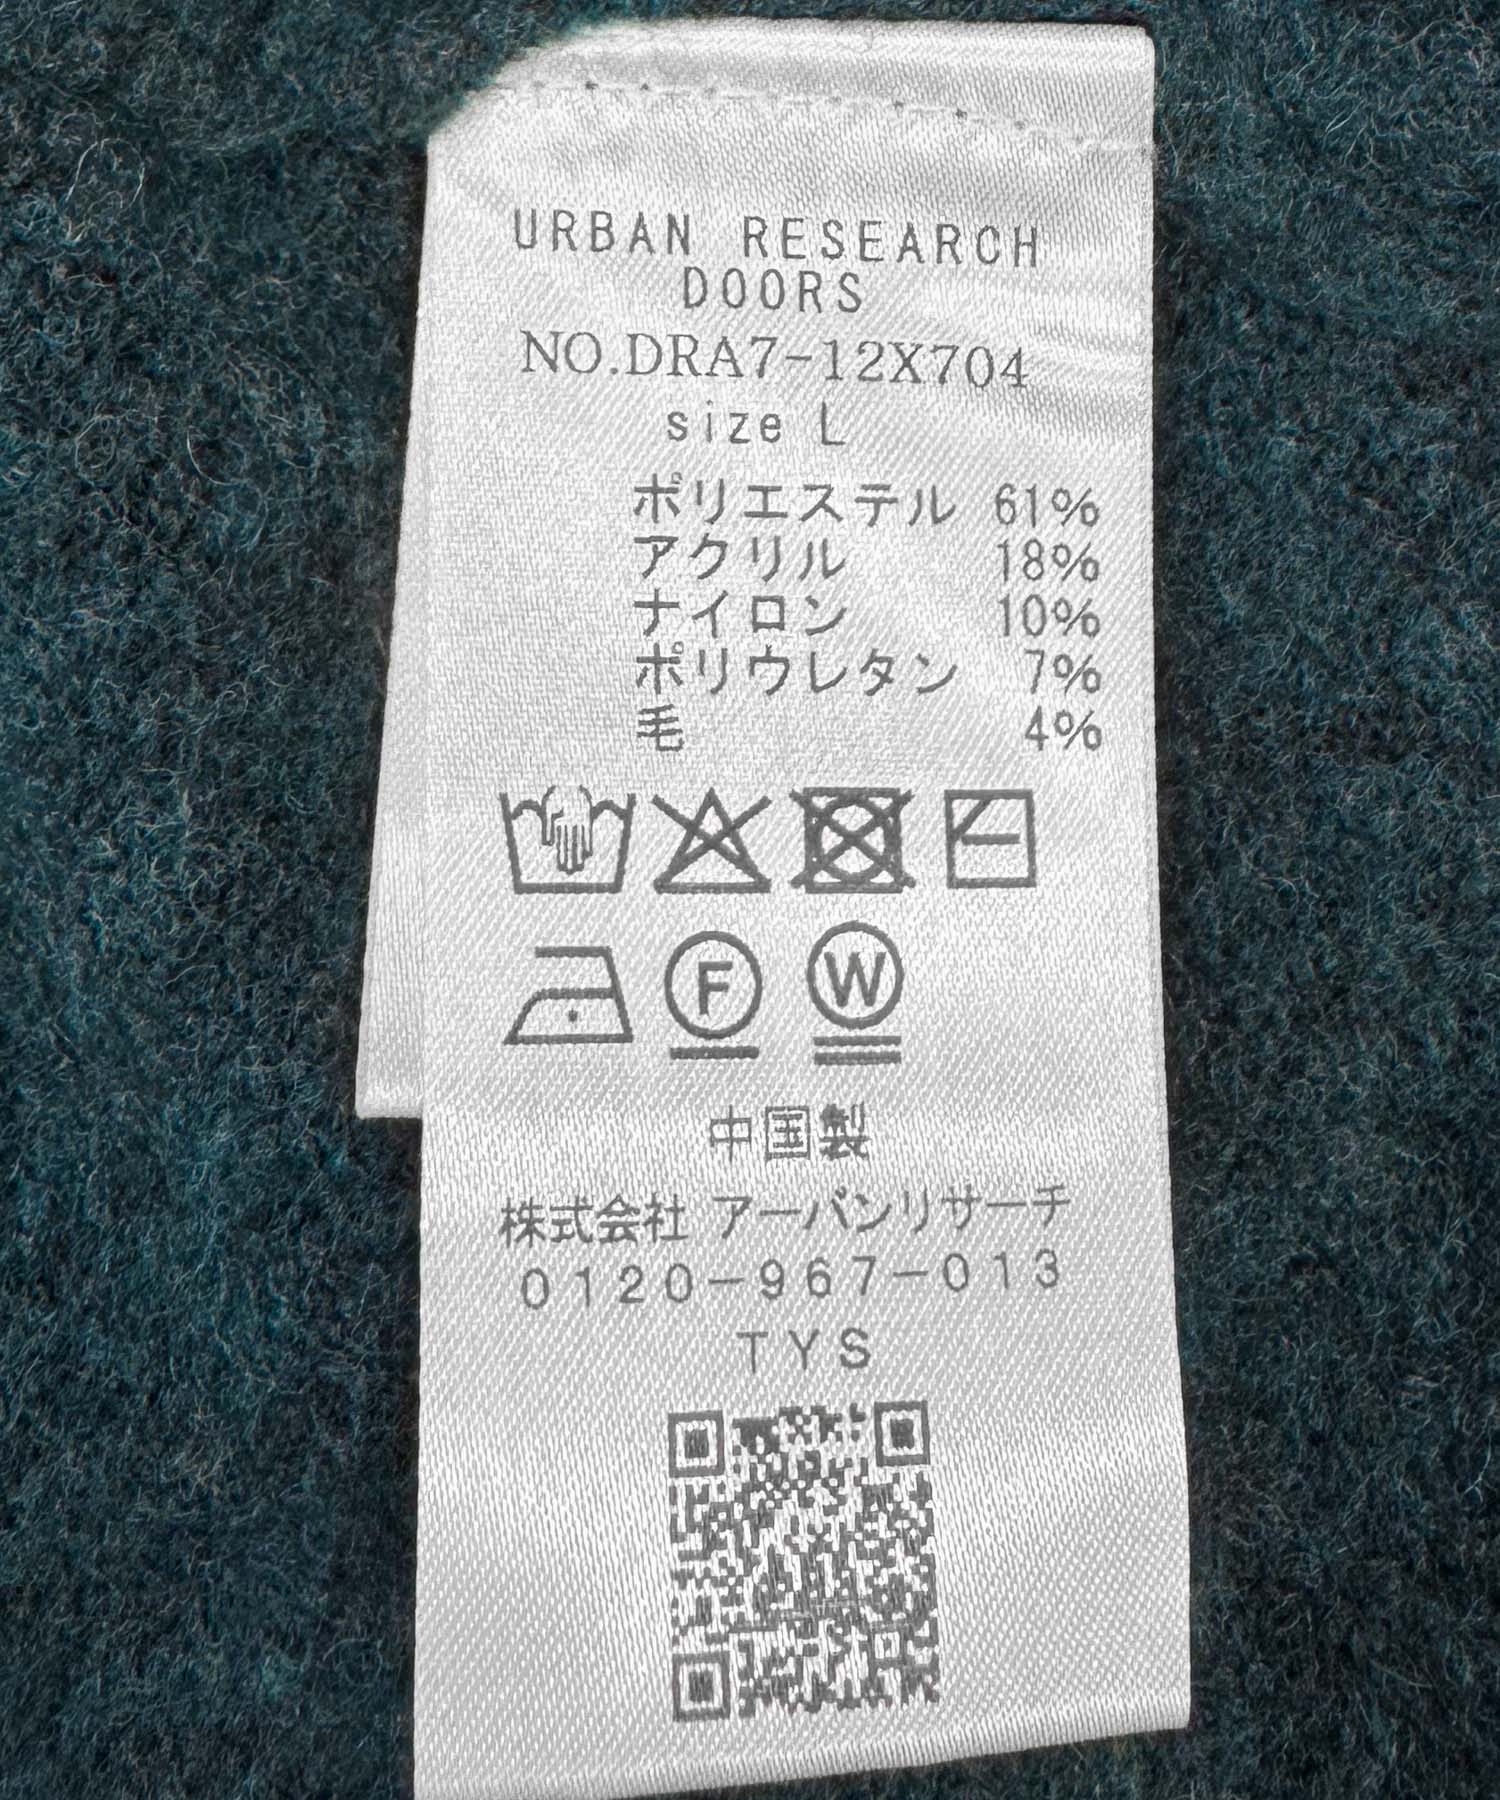 URBAN RESEARCH
DOORS
NO.DRA7-12X704
size L
ポリエステル 61%
アクリル 18%
ナイロン 10%
ポリウレタン 7%
毛 4%
F W
中国製
株式会社 アーバンリサーチ
0120-967-013
TYS